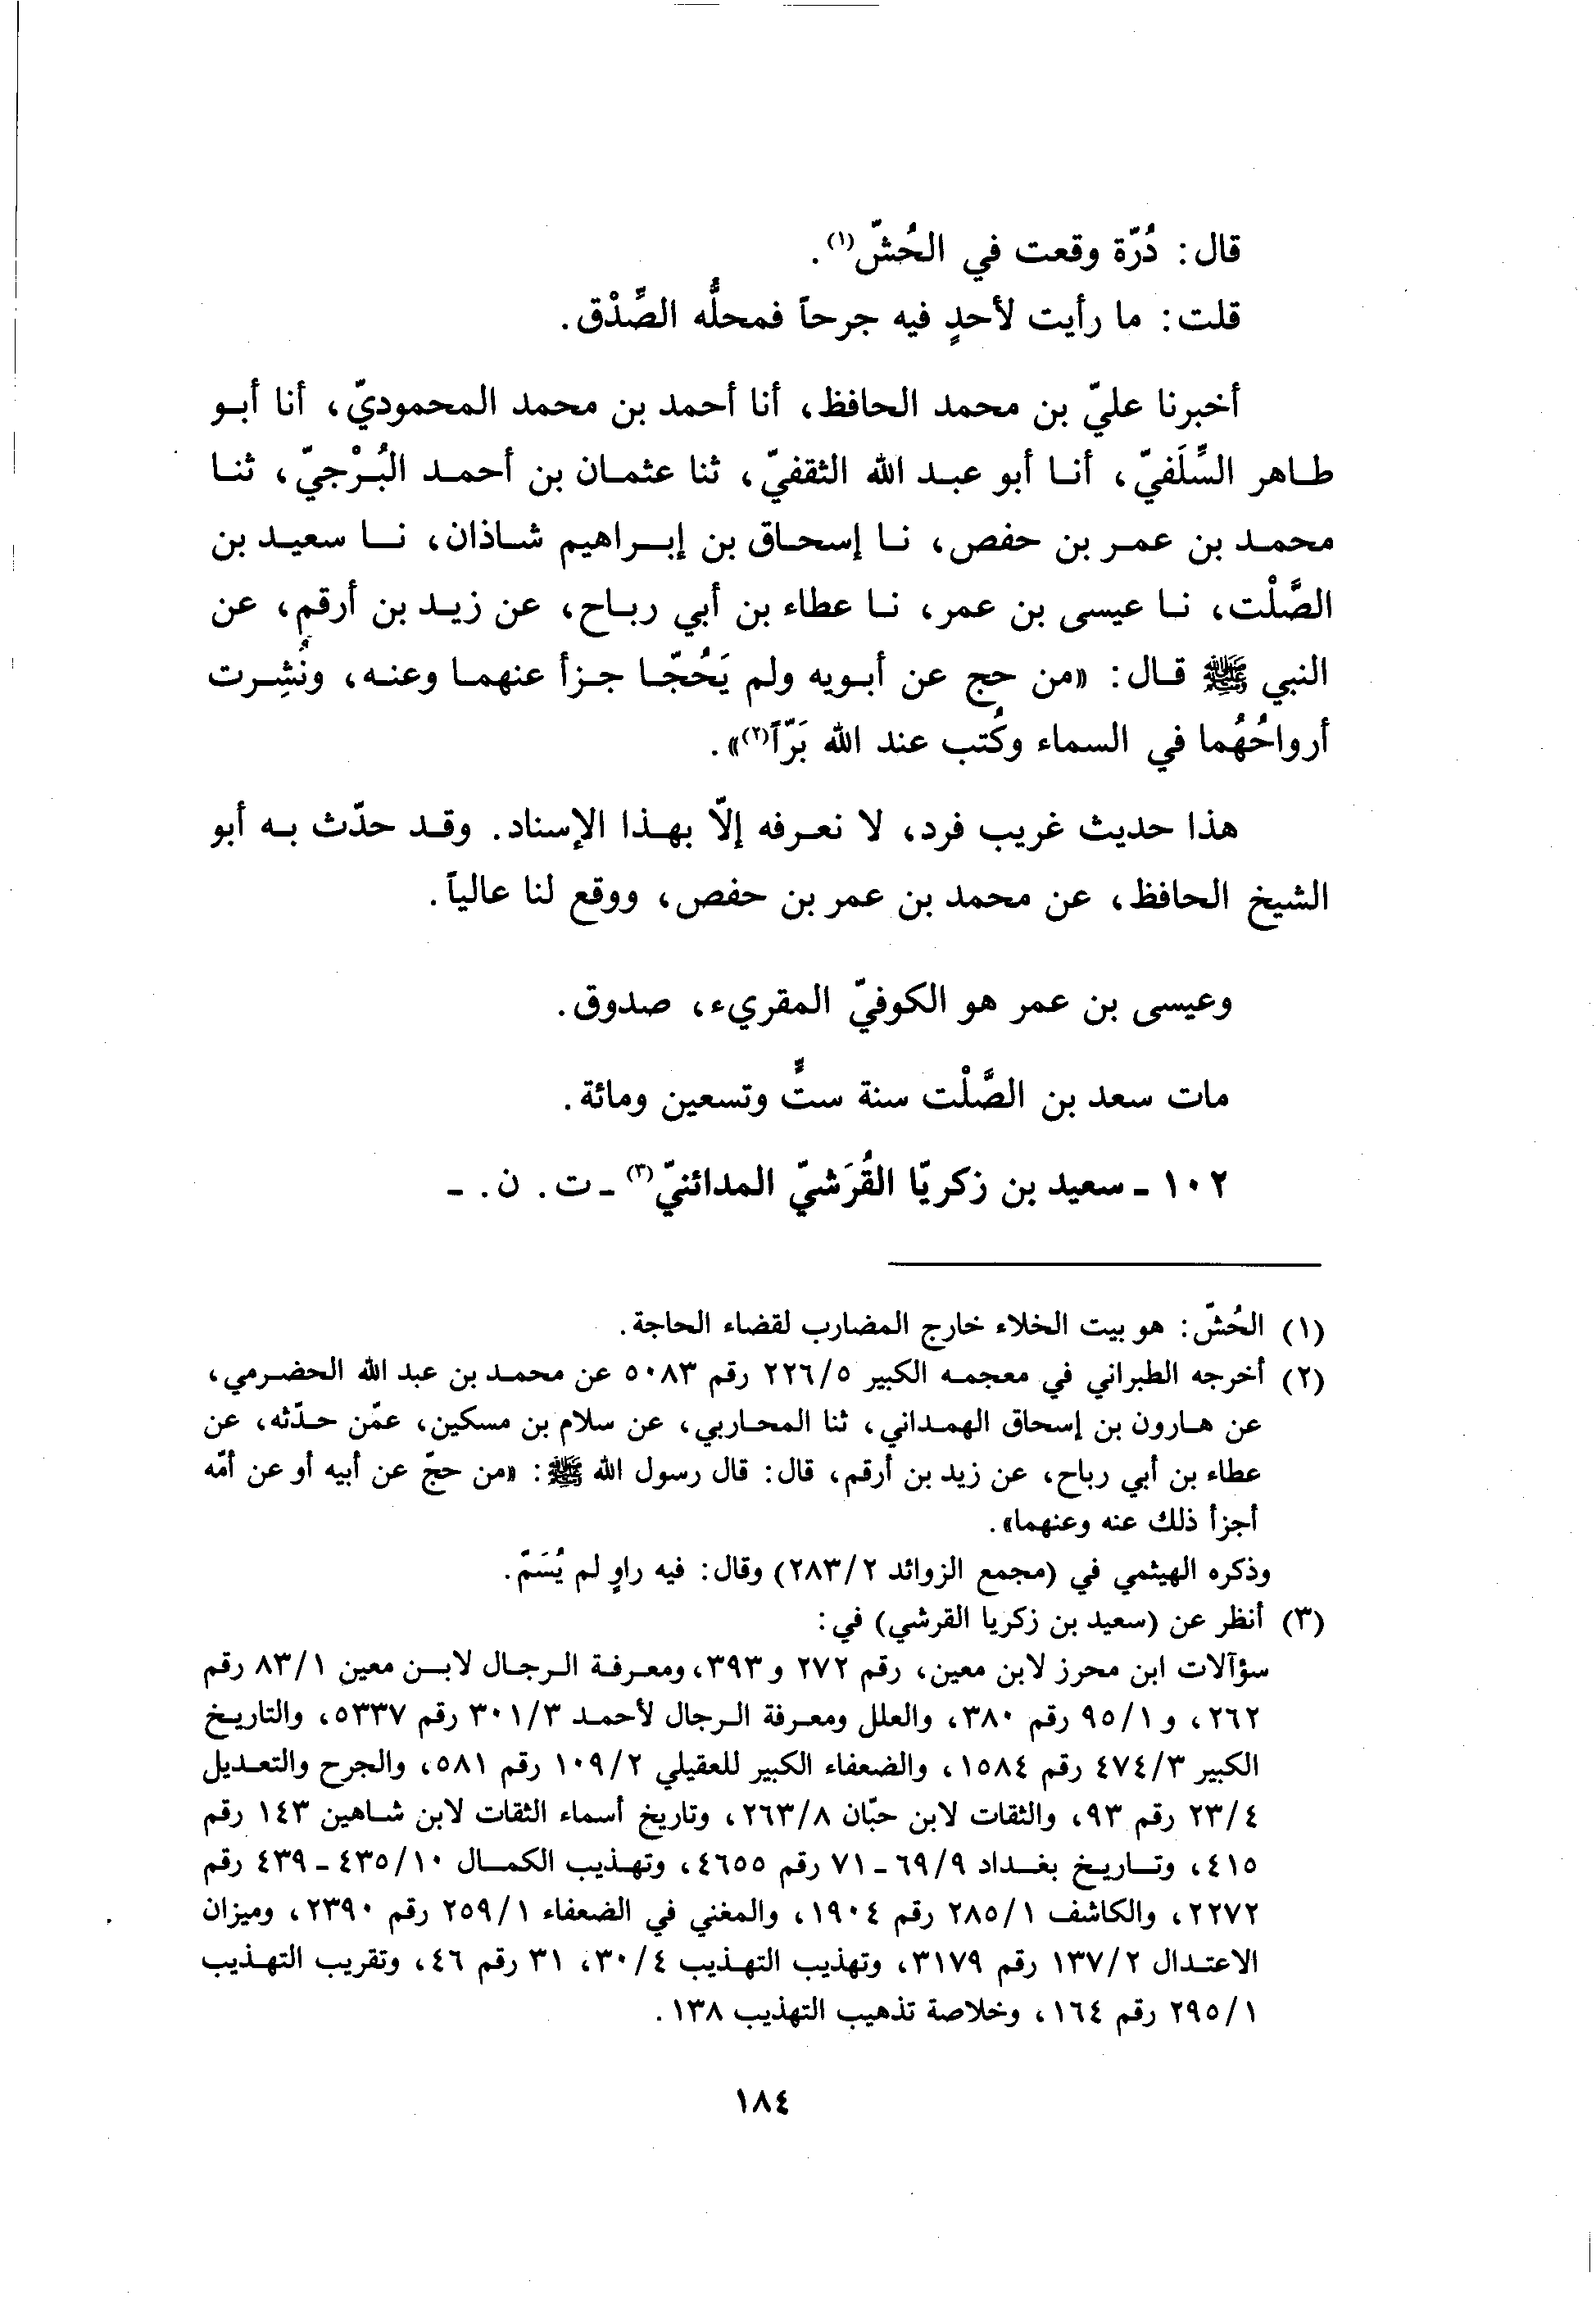 قال: دُرّة وقعت في الحُشّ(١).
قلت: ما رأيت لأحدٍ فيه جرحاً فمحلُّه الصِّدْق.
أخبرنا عليّ بن محمد الحافظ، أنا أحمد بن محمد المحموديّ، أنا أبو
طاهر السِّلَفيّ، أنا أبو عبد الله الثقفيّ، ثنا عثمان بن أحمد البُرْجيّ، ثنا
محمد بن عمر بن حفص، نا إسحاق بن إبراهيم شاذان، نا سعيد بن
الصَّلْت، نا عيسى بن عمر، نا عطاء بن أبي رباح، عن زيد بن أرقم، عن
النبي ﷺ قال: «من حج عن أبويه ولم يَحُجّا جزأ عنهما وعنه، ونُشِرت
أرواحُهُما في السماء وكُتب عند الله بَرّاً(٢)».
هذا حديث غريب فرد، لا نعرفه إلّا بهذا الإسناد. وقد حدّث به أبو
الشيخ الحافظ، عن محمد بن عمر بن حفص، ووقع لنا عالياً.
وعيسى بن عمر هو الكوفيّ المقريء، صدوق.
مات سعد بن الصَّلْت سنة ستٍّ وتسعين ومائة.
١٠٢ - سعيد بن زكريّا القُرَشيّ المدائنيّ(٣) - ت. ن. -
(١) الحُشّ: هو بيت الخلاء خارج المضارب لقضاء الحاجة.
(٢) أخرجه الطبراني في معجمه الكبير ٢٢٦/٥ رقم ٥٠٨٣ عن محمد بن عبد الله الحضرمي،
عن هارون بن إسحاق الهمداني، ثنا المحاربي، عن سلام بن مسكين، عمّن حدّثه، عن
عطاء بن أبي رباح، عن زيد بن أرقم، قال: قال رسول الله ﷺ: «من حجّ عن أبيه أو عن أمّه
أجزأ ذلك عنه وعنهما».
وذكره الهيثمي في (مجمع الزوائد ٢٨٣/٢) وقال: فيه راوٍ لم يُسَمّ.
(٣) أنظر عن (سعيد بن زكريا القرشي) في:
سؤآلات ابن محرز لابن معين، رقم ٢٧٢ و٣٩٣، ومعرفة الرجال لابن معين ٨٣/١ رقم
٢٦٢، و٩٥/١ رقم ٣٨٠، والعلل ومعرفة الرجال لأحمد ٣٠١/٣ رقم ٥٣٣٧، والتاريخ
الكبير ٤٧٤/٣ رقم ١٥٨٤، والضعفاء الكبير للعقيلي ١٠٩/٢ رقم ٥٨١، والجرح والتعديل
٢٣/٤ رقم ٩٣، والثقات لابن حبّان ٢٦٣/٨، وتاريخ أسماء الثقات لابن شاهين ١٤٣ رقم
٤١٥، وتاريخ بغداد ٦٩/٩ - ٧١ رقم ٤٦٥٥، وتهذيب الكمال ٤٣٥/١٠ - ٤٣٩ رقم
٢٢٧٢، والكاشف ٢٨٥/١ رقم ١٩٠٤، والمغني في الضعفاء ٢٥٩/١ رقم ٢٣٩٠، وميزان
الاعتدال ١٣٧/٢ رقم ٣١٧٩، وتهذيب التهذيب ٣٠/٤، ٣١ رقم ٤٦، وتقريب التهذيب
٢٩٥/١ رقم ١٦٤، وخلاصة تذهيب التهذيب ١٣٨.
١٨٤